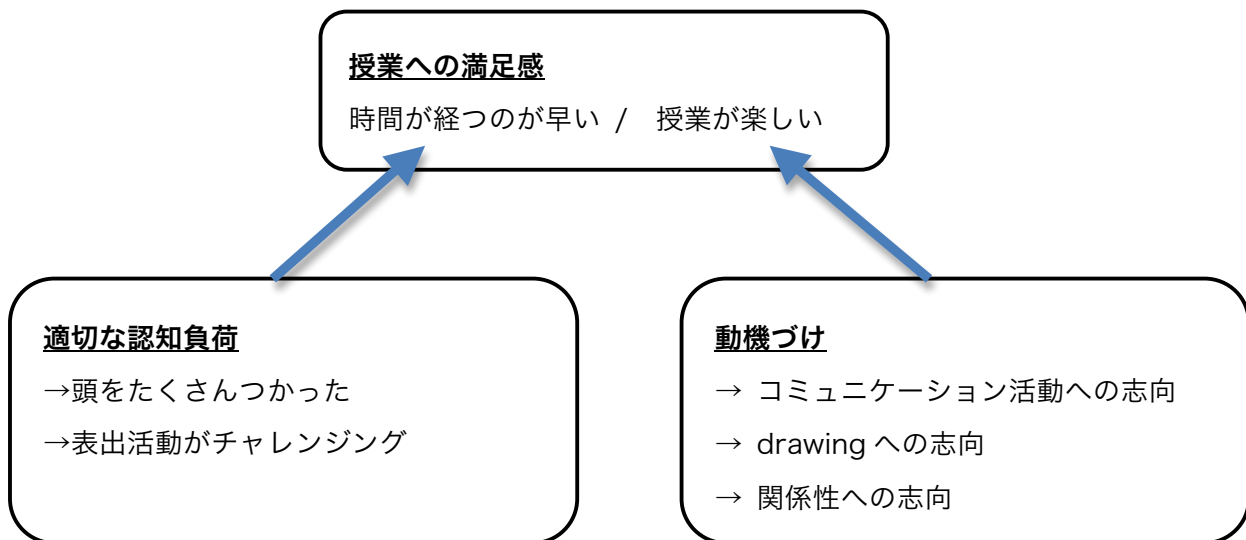 授業への満足感
時間が経つのが早い / 授業が楽しい
適切な認知負荷
→頭をたくさんつかった
→表出活動がチャレンジング
動機づけ
→ コミュニケーション活動への志向
→ drawing への志向
→ 関係性への志向